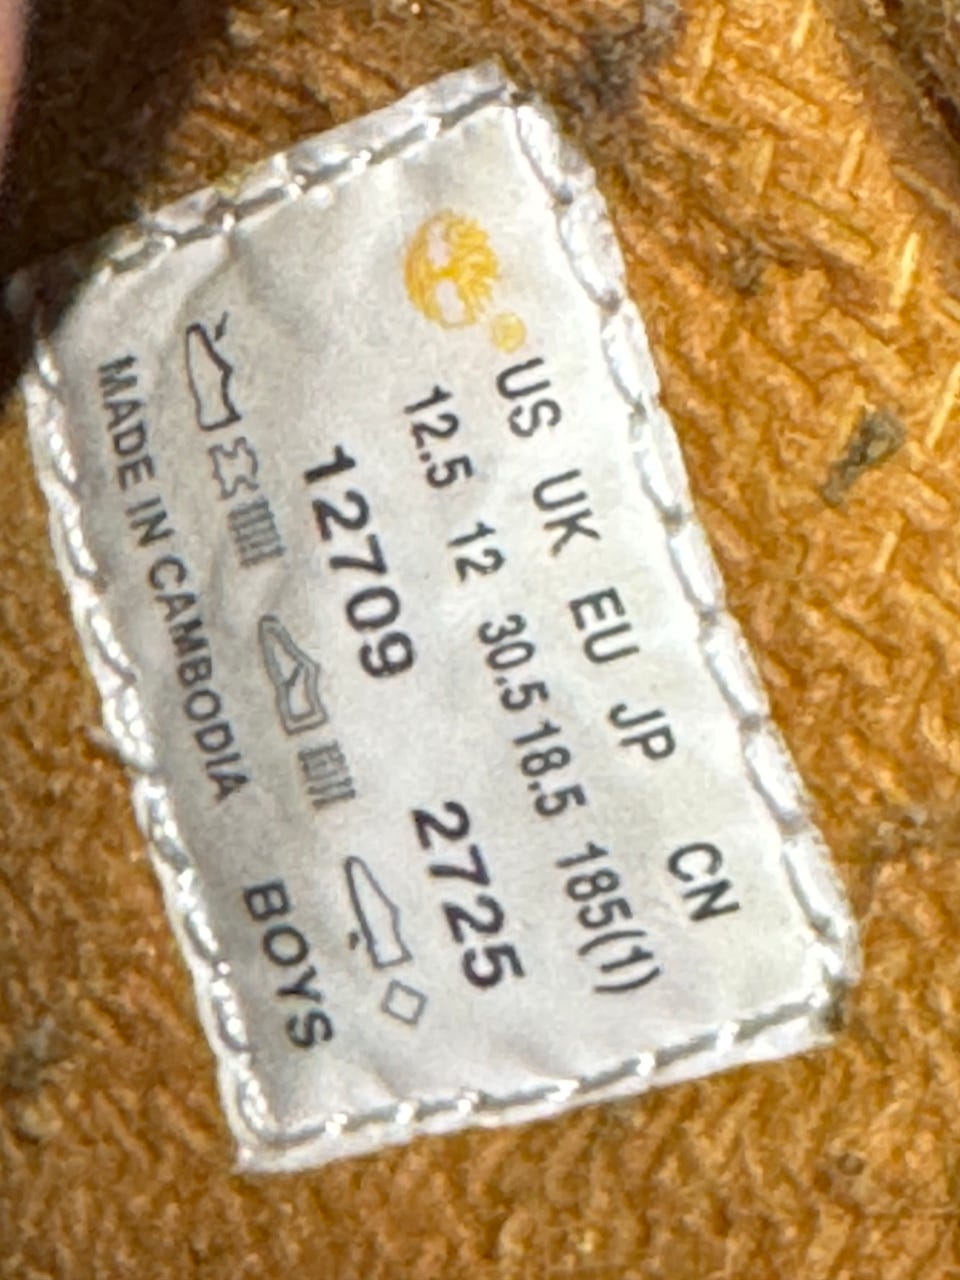 US UK EU JP CN
12.5 12 30.5 18.5 185(1)
12709 2725
MADE IN CAMBODIA BOYS